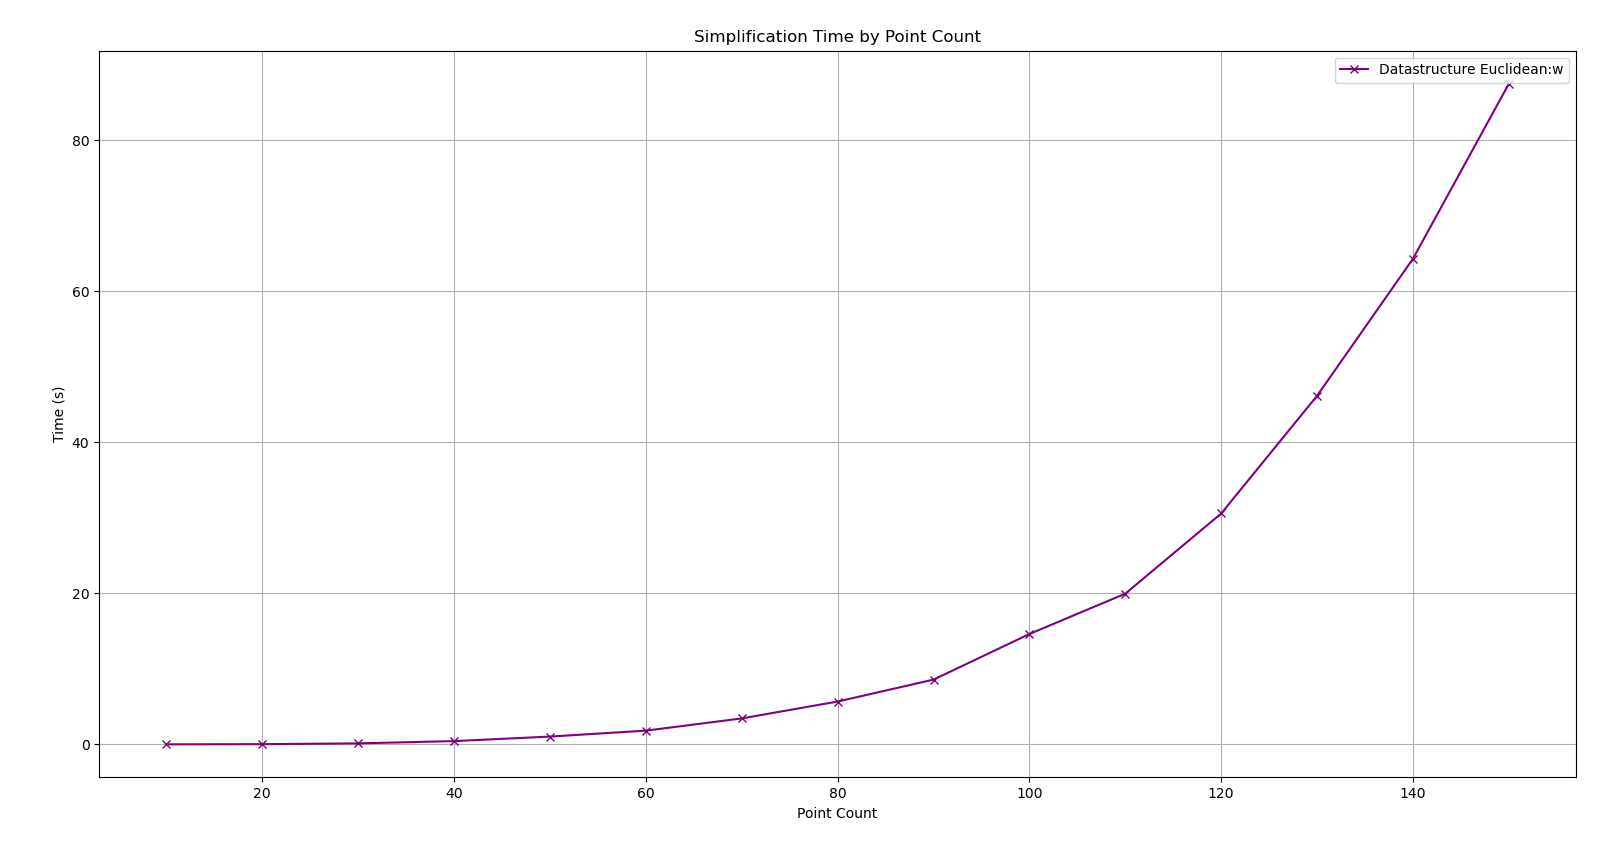 Simplification Time by Point Count
Datastructure Euclidean:w
80
60
40
20
0
Time (s)
20 40 60 80 100 120 140
Point Count